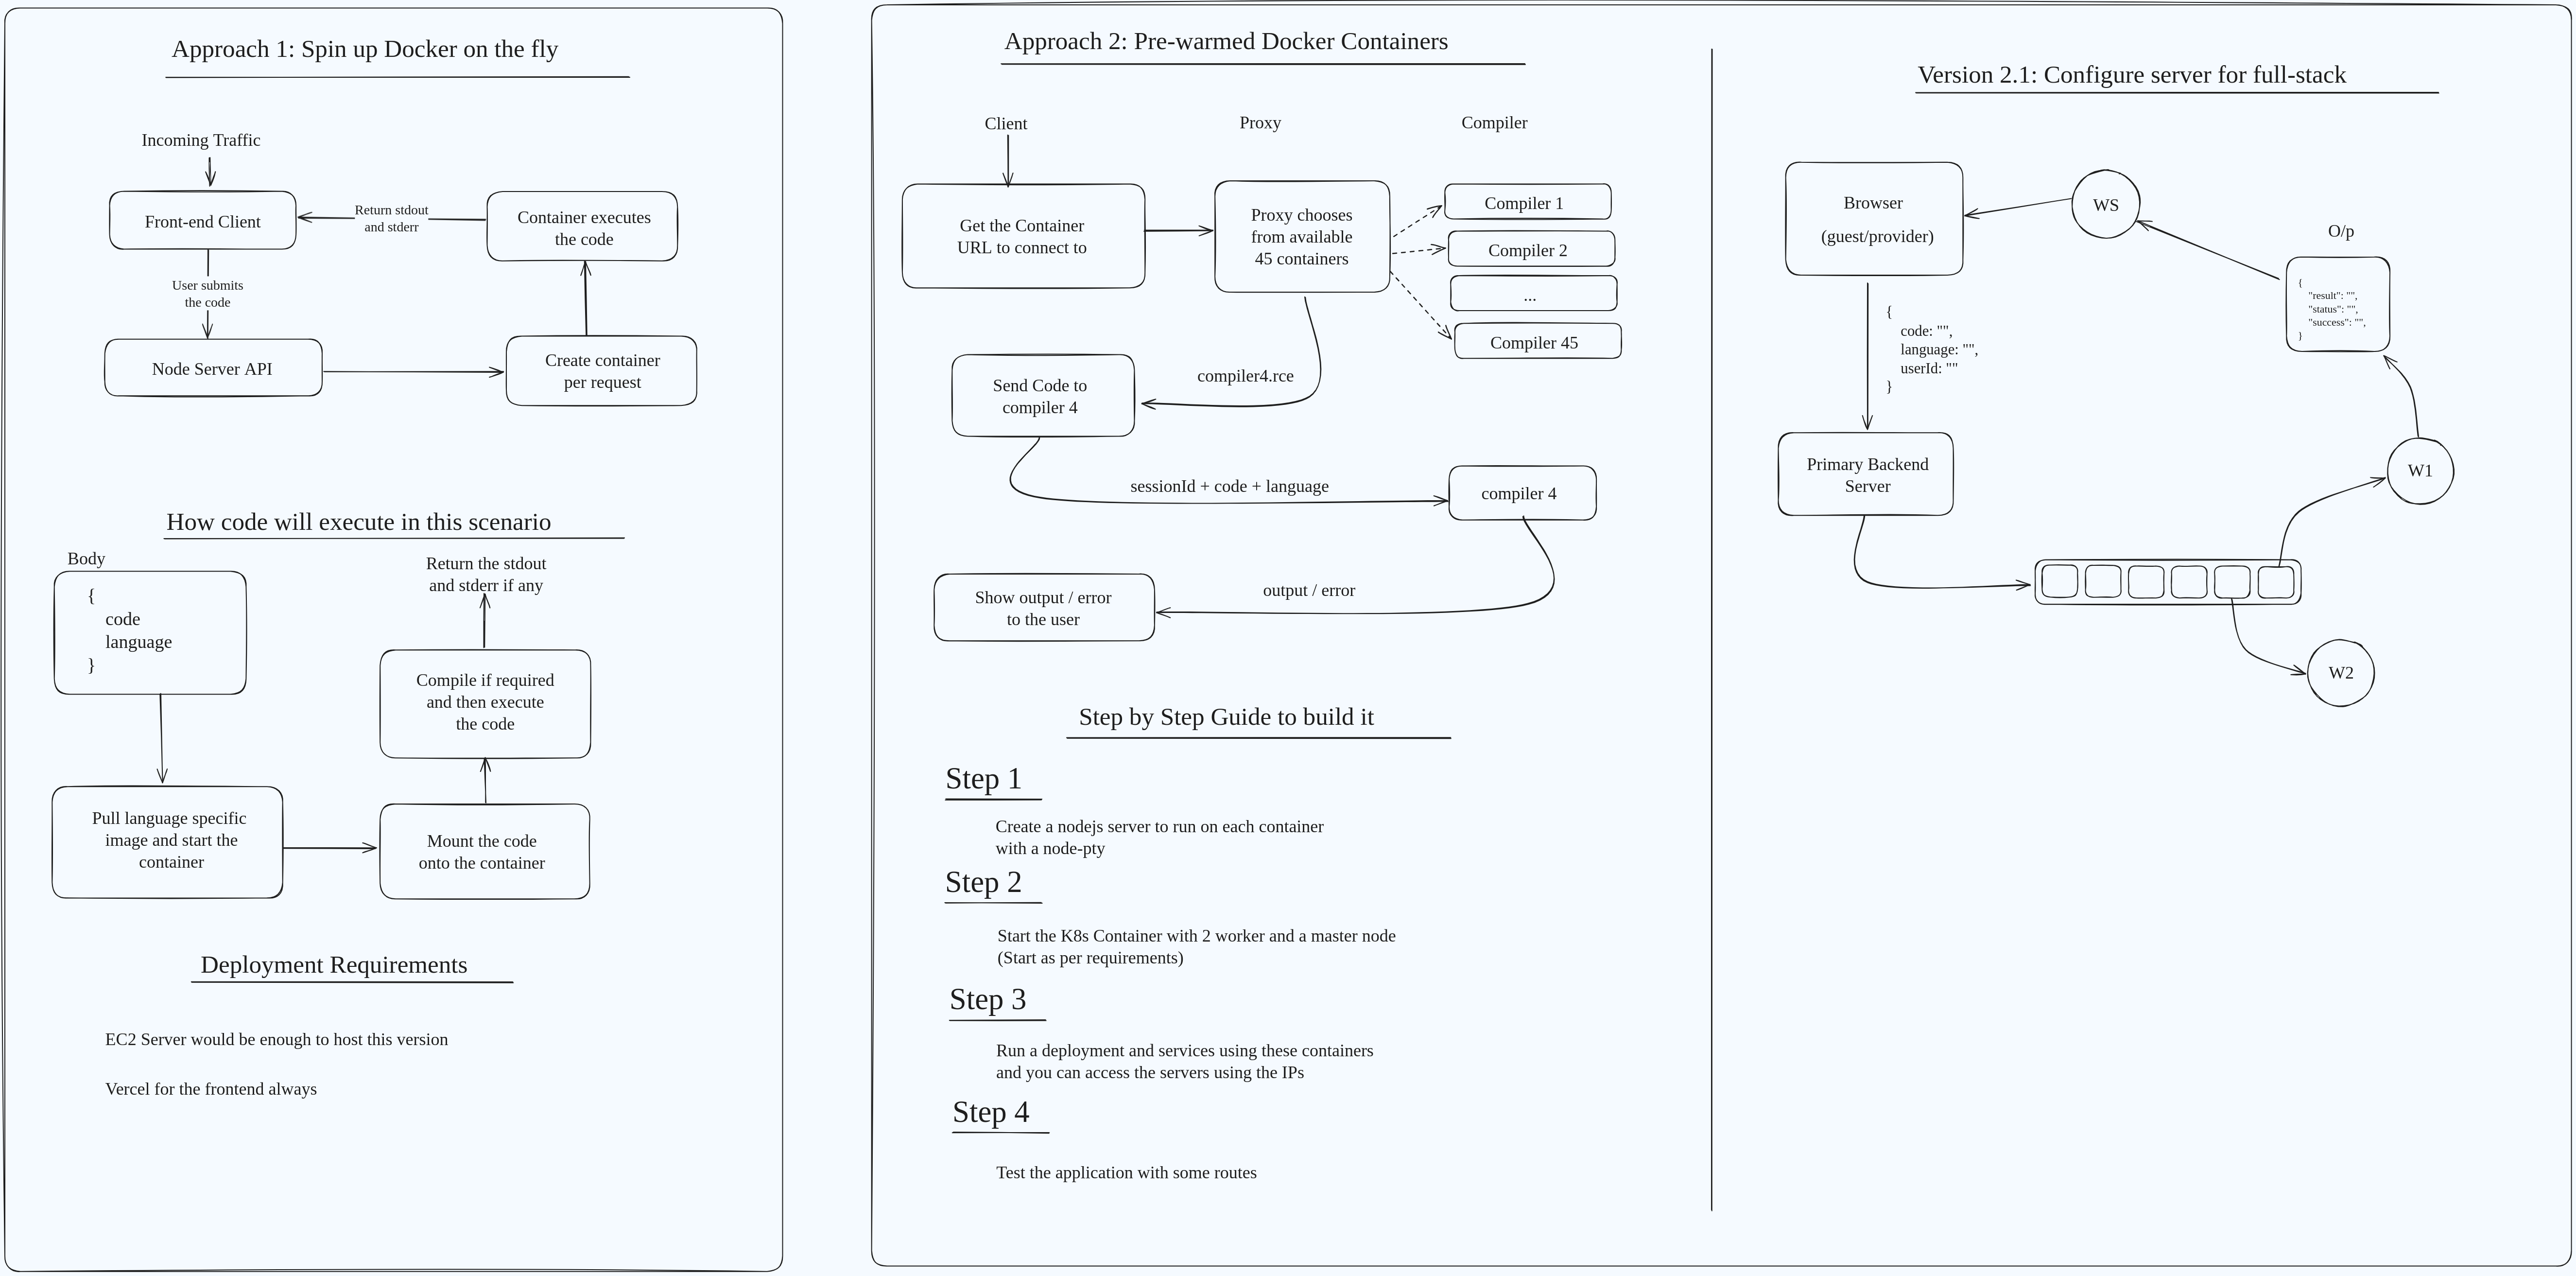 Approach 1: Spin up Docker on the fly
Incoming Traffic
Front-end Client
Return stdout
and stderr
Container executes
the code
User submits
the code
Node Server API
Create container
per request
How code will execute in this scenario
Body
{
code
language
}
Return the stdout
and stderr if any
Compile if required
and then execute
the code
Pull language specific
image and start the
container
Mount the code
onto the container
Deployment Requirements
EC2 Server would be enough to host this version
Vercel for the frontend always
Approach 2: Pre-warmed Docker Containers
Client
Proxy
Compiler
Get the Container
URL to connect to
Proxy chooses
from available
45 containers
Compiler 1
Compiler 2
...
Compiler 45
Send Code to
compiler 4
compiler4.rce
sessionId + code + language
compiler 4
Show output / error
to the user
output / error
Step by Step Guide to build it
Step 1
Create a nodejs server to run on each container
with a node-pty
Step 2
Start the K8s Container with 2 worker and a master node
(Start as per requirements)
Step 3
Run a deployment and services using these containers
and you can access the servers using the IPs
Step 4
Test the application with some routes
Version 2.1: Configure server for full-stack
Browser
(guest/provider)
WS
O/p
{
"result": "",
"status": "",
"success": "",
}
{
code: "",
language: "",
userId: ""
}
Primary Backend
Server
W1
W2